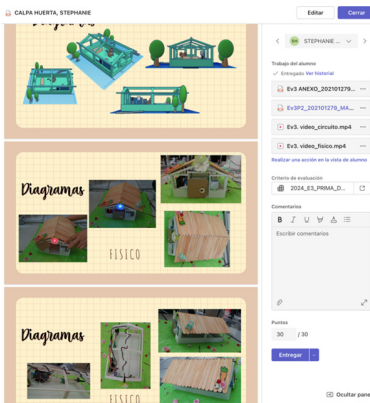 CALPA HUERTA, STEPHANIE
Editar
Cerrar
Diagramas
Diagramas
FISICO
Diagramas
FISICO
STEPHANIE ...
Trabajo del alumno
Entregado Ver historial
Ev3 ANEXO_202101279...
Ev3P2_202101279_MA...
Ev3. video_circuito.mp4
Ev3. video_fisico.mp4
Realizar una acción en la vista de alumno
Criterio de evaluación
2024_E3_PRIMA_D...
Comentarios
B I U A
Escribir comentarios
Puntos
30 / 30
Entregar
Ocultar pane